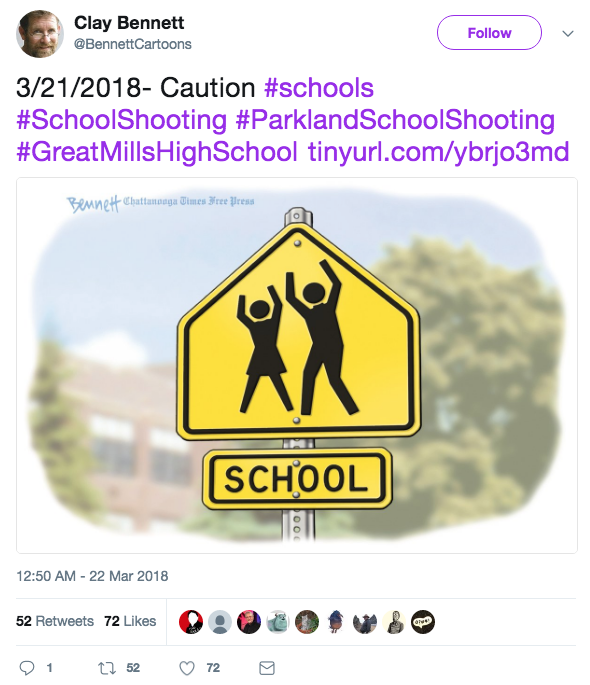 Clay Bennett
@BennettCartoons
Follow
3/21/2018- Caution #schools
#SchoolShooting #ParklandSchoolShooting
#GreatMillsHighSchool tinyurl.com/ybrjo3md
Bennett Chattanooga Times Free Press
SCHOOL
12:50 AM - 22 Mar 2018
52 Retweets 72 Likes
1 52 72